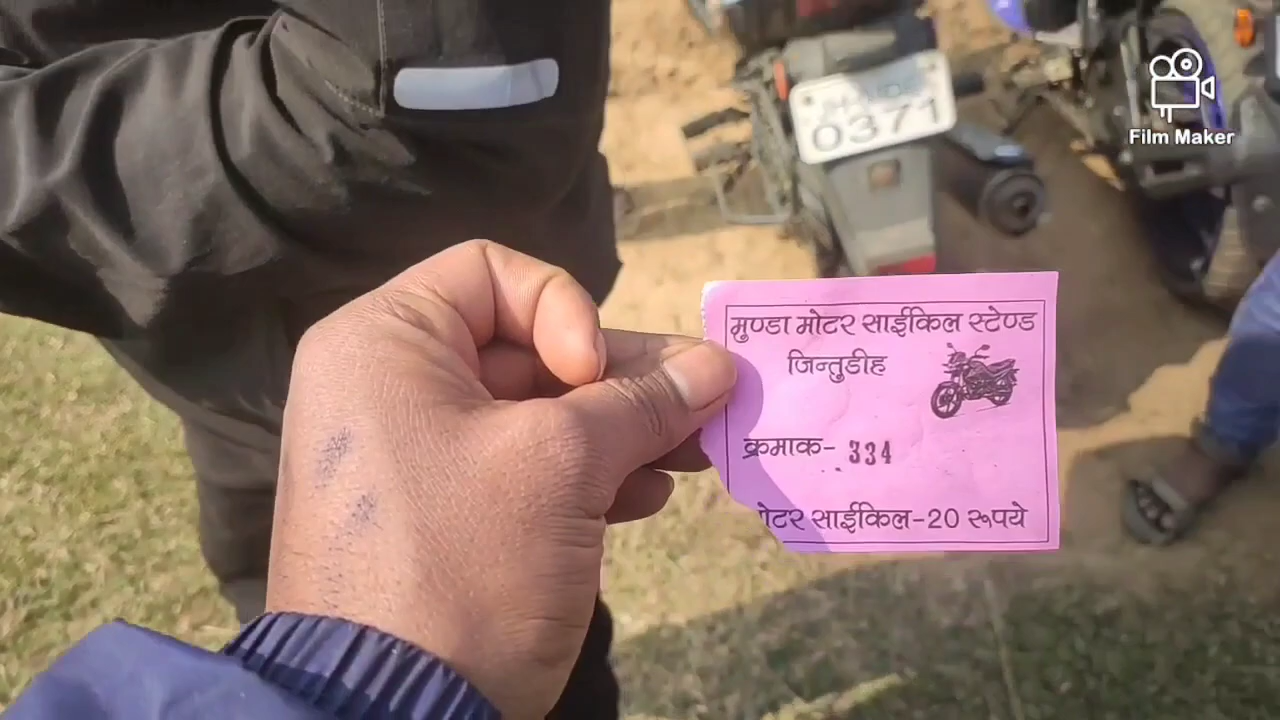 0371
Film Maker
मुण्डा मोटर साईकिल स्टेण्ड
जिन्तुडीह
क्रमाक- 334
मोटर साईकिल-20 रूपये